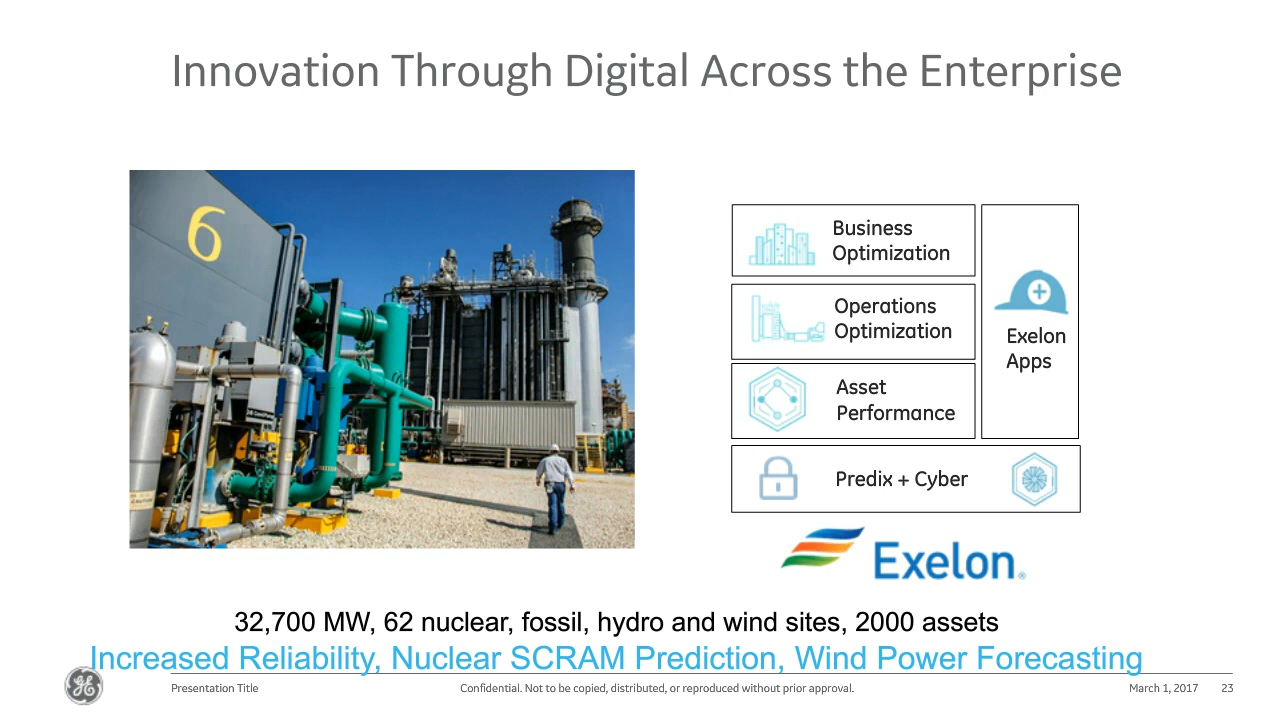 Innovation Through Digital Across the Enterprise
6
Business
Optimization
Operations
Optimization
Asset
Performance
Exelon
Apps
Predix + Cyber
Exelon®
32,700 MW, 62 nuclear, fossil, hydro and wind sites, 2000 assets
Increased Reliability, Nuclear SCRAM Prediction, Wind Power Forecasting
GE
Presentation Title
Confidential. Not to be copied, distributed, or reproduced without prior approval.
March 1, 2017
23